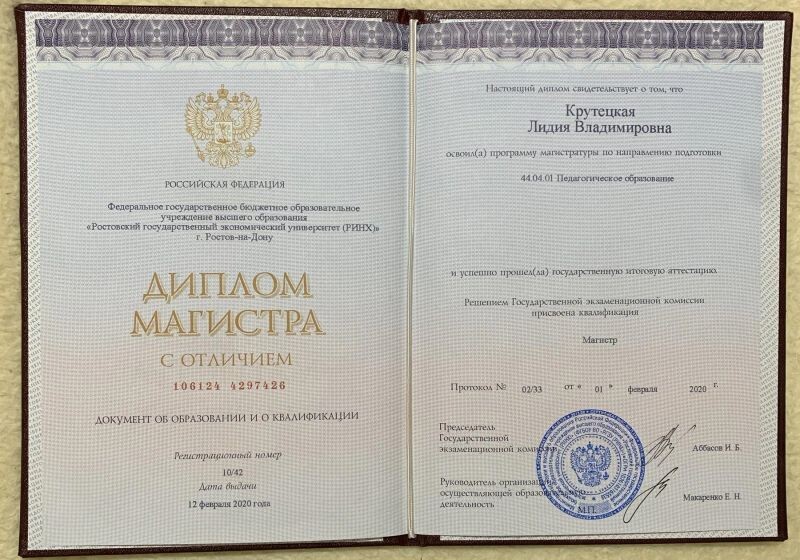 РОССИЙСКАЯ ФЕДЕРАЦИЯ
Федеральное государственное бюджетное образовательное
учреждение высшего образования
«Ростовский государственный экономический университет (РИНХ)»
г. Ростов-на-Дону
ДИПЛОМ
МАГИСТРА
С ОТЛИЧИЕМ
106124 4297426
ДОКУМЕНТ ОБ ОБРАЗОВАНИИ И О КВАЛИФИКАЦИИ
Регистрационный номер
10/42
Дата выдачи
12 февраля 2020 года
Настоящий диплом свидетельствует о том, что
Крутецкая
Лидия Владимировна
освоил(а) программу магистратуры по направлению подготовки
44.04.01 Педагогическое образование
и успешно прошел(ла) государственную итоговую аттестацию.
Решением Государственной экзаменационной комиссии
присвоена квалификация
Магистр
Протокол № 02/33 от « 01 » февраля 2020 г.
Председатель
Государственной
экзаменационной комиссии
Аббасов И. Б.
Руководитель организации,
осуществляющей образовательную
деятельность
Макаренко Е. Н.
М.П.